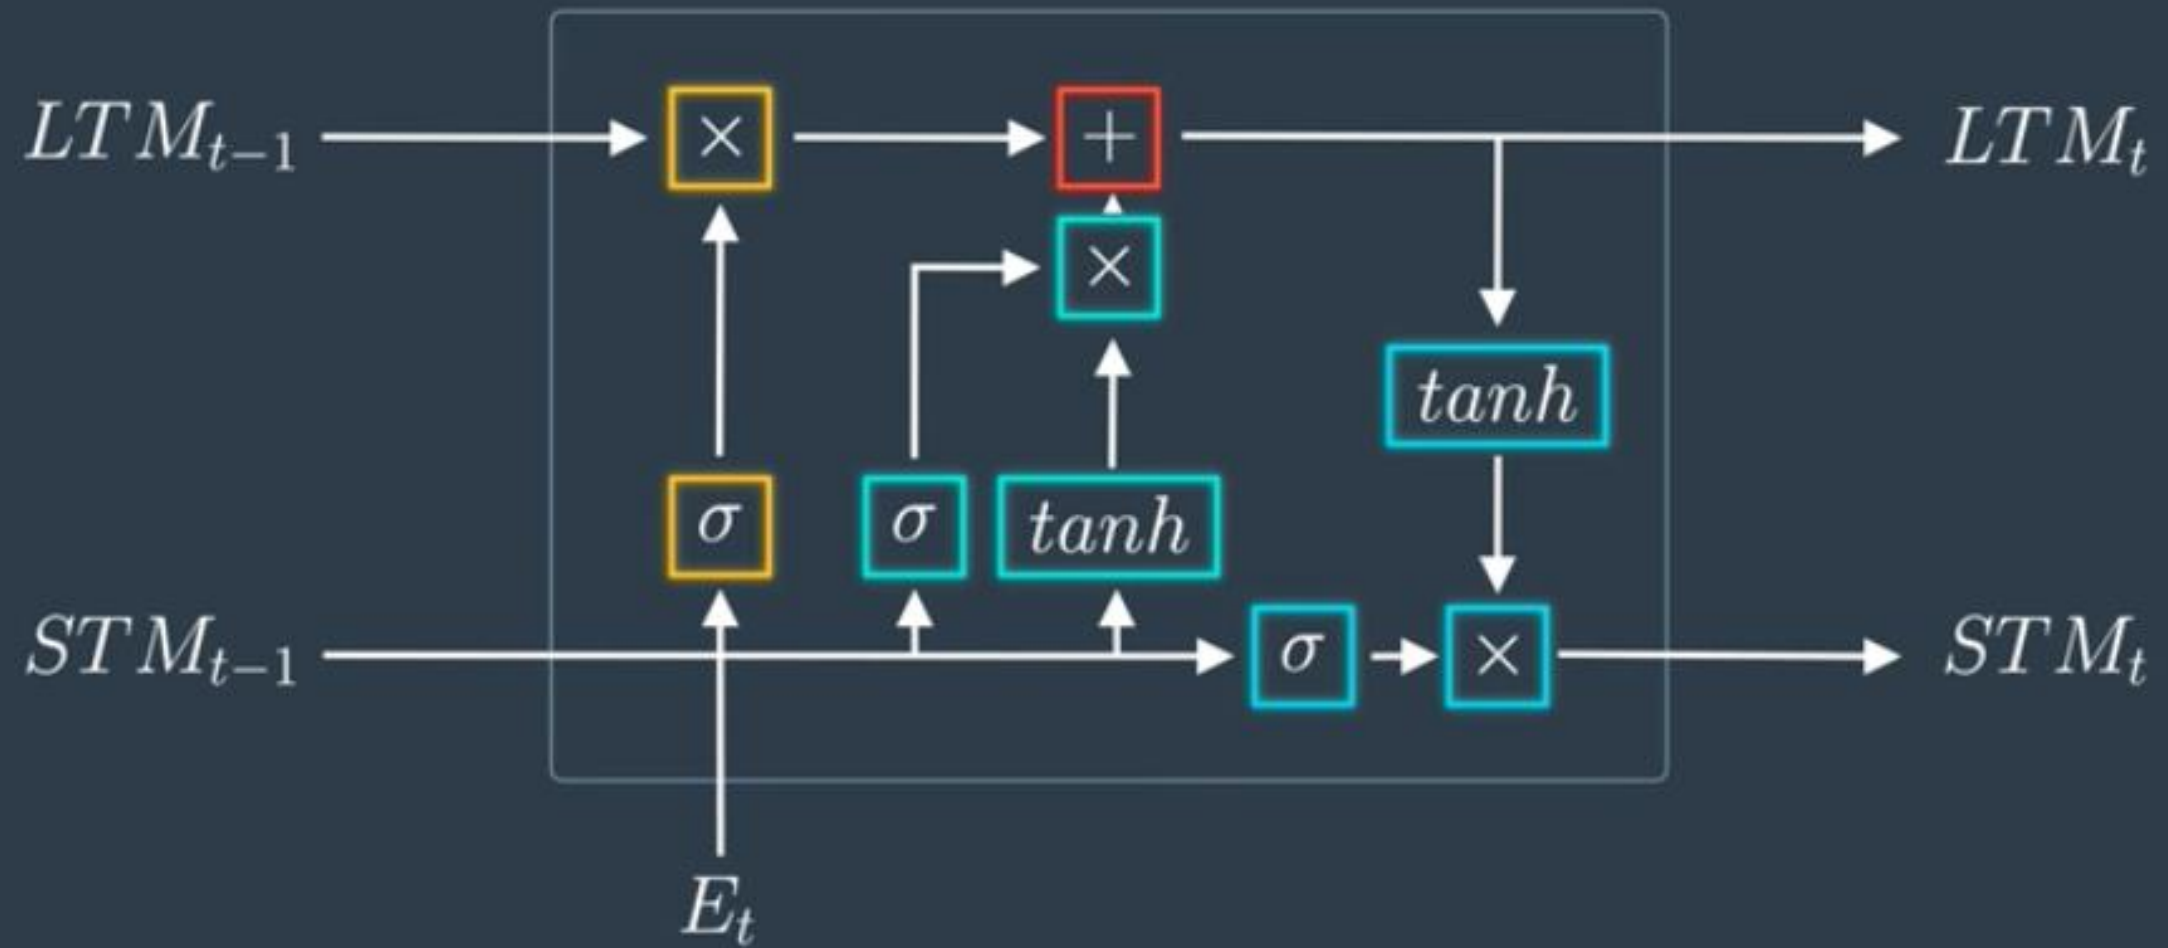 LTM_{t-1} × + LTM_t
×
tanh
σ σ tanh
STM_{t-1} σ × STM_t
E_t